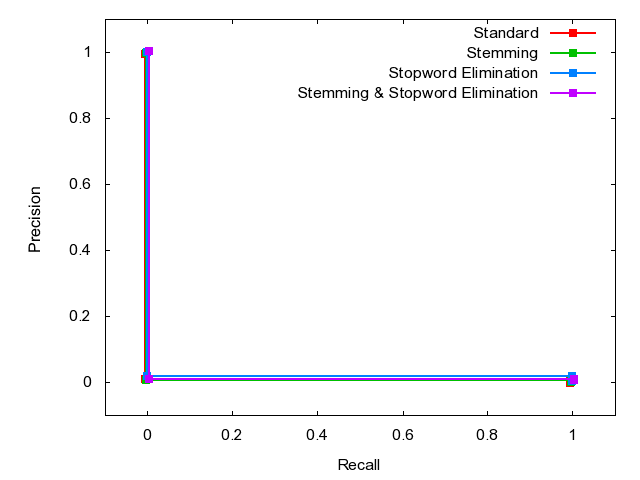 Standard
Stemming
Stopword Elimination
Stemming & Stopword Elimination
1
0.8
0.6
0.4
0.2
0
Precision
0 0.2 0.4 0.6 0.8 1
Recall